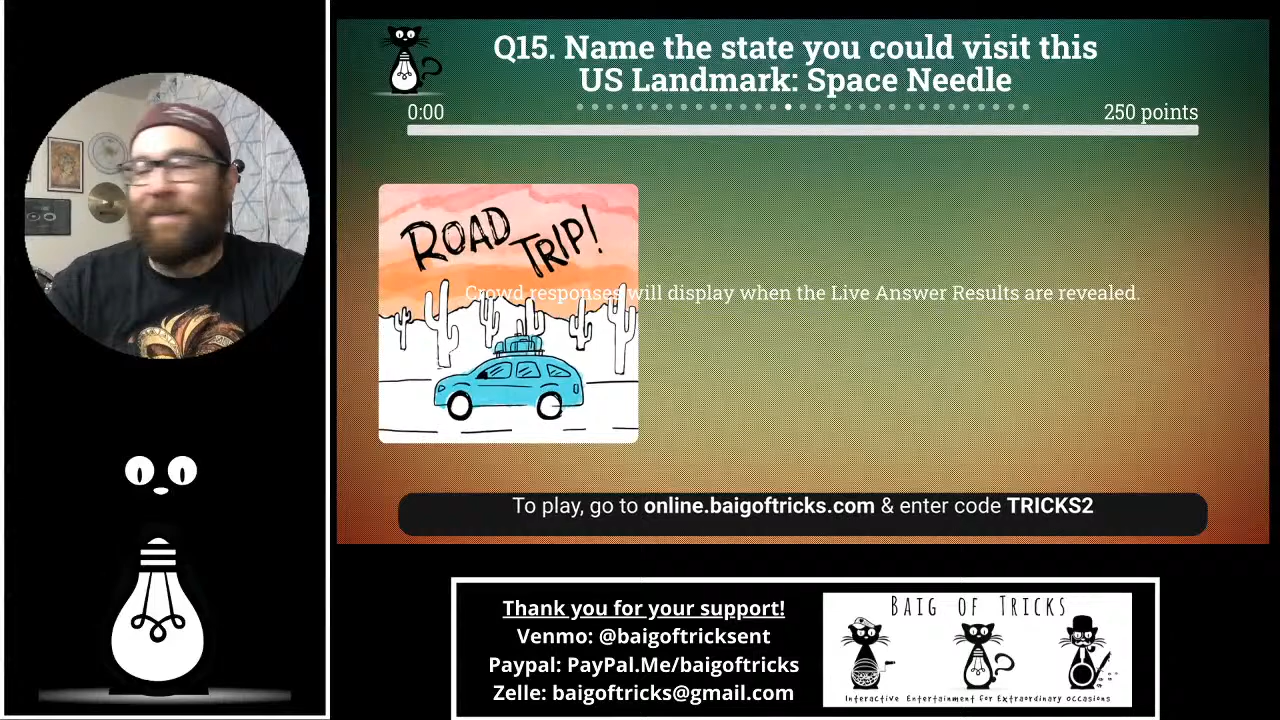 Q15. Name the state you could visit this
US Landmark: Space Needle
0:00
250 points
ROAD
TRIP!
Crowd responses will display when the Live Answer Results are revealed.
To play, go to online.baigoftricks.com & enter code TRICKS2
Thank you for your support!
Venmo: @baigoftricksent
Paypal: PayPal.Me/baigoftricks
Zelle: baigoftricks@gmail.com
BAIG OF TRICKS
Interactive Entertainment for Extraordinary occasions